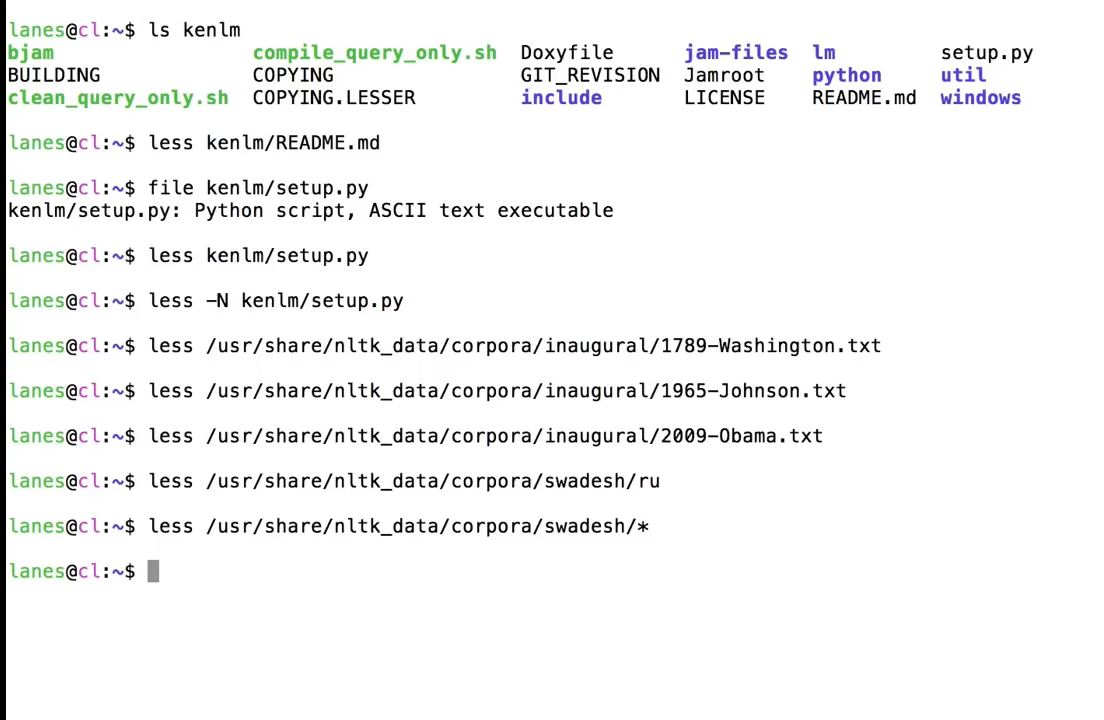 lanes@cl:~$ ls kenlm
bjam compile_query_only.sh Doxyfile jam-files lm setup.py
BUILDING COPYING GIT_REVISION Jamroot python util
clean_query_only.sh COPYING.LESSER include LICENSE README.md windows
lanes@cl:~$ less kenlm/README.md
lanes@cl:~$ file kenlm/setup.py
kenlm/setup.py: Python script, ASCII text executable
lanes@cl:~$ less kenlm/setup.py
lanes@cl:~$ less -N kenlm/setup.py
lanes@cl:~$ less /usr/share/nltk_data/corpora/inaugural/1789-Washington.txt
lanes@cl:~$ less /usr/share/nltk_data/corpora/inaugural/1965-Johnson.txt
lanes@cl:~$ less /usr/share/nltk_data/corpora/inaugural/2009-Obama.txt
lanes@cl:~$ less /usr/share/nltk_data/corpora/swadesh/ru
lanes@cl:~$ less /usr/share/nltk_data/corpora/swadesh/*
lanes@cl:~$